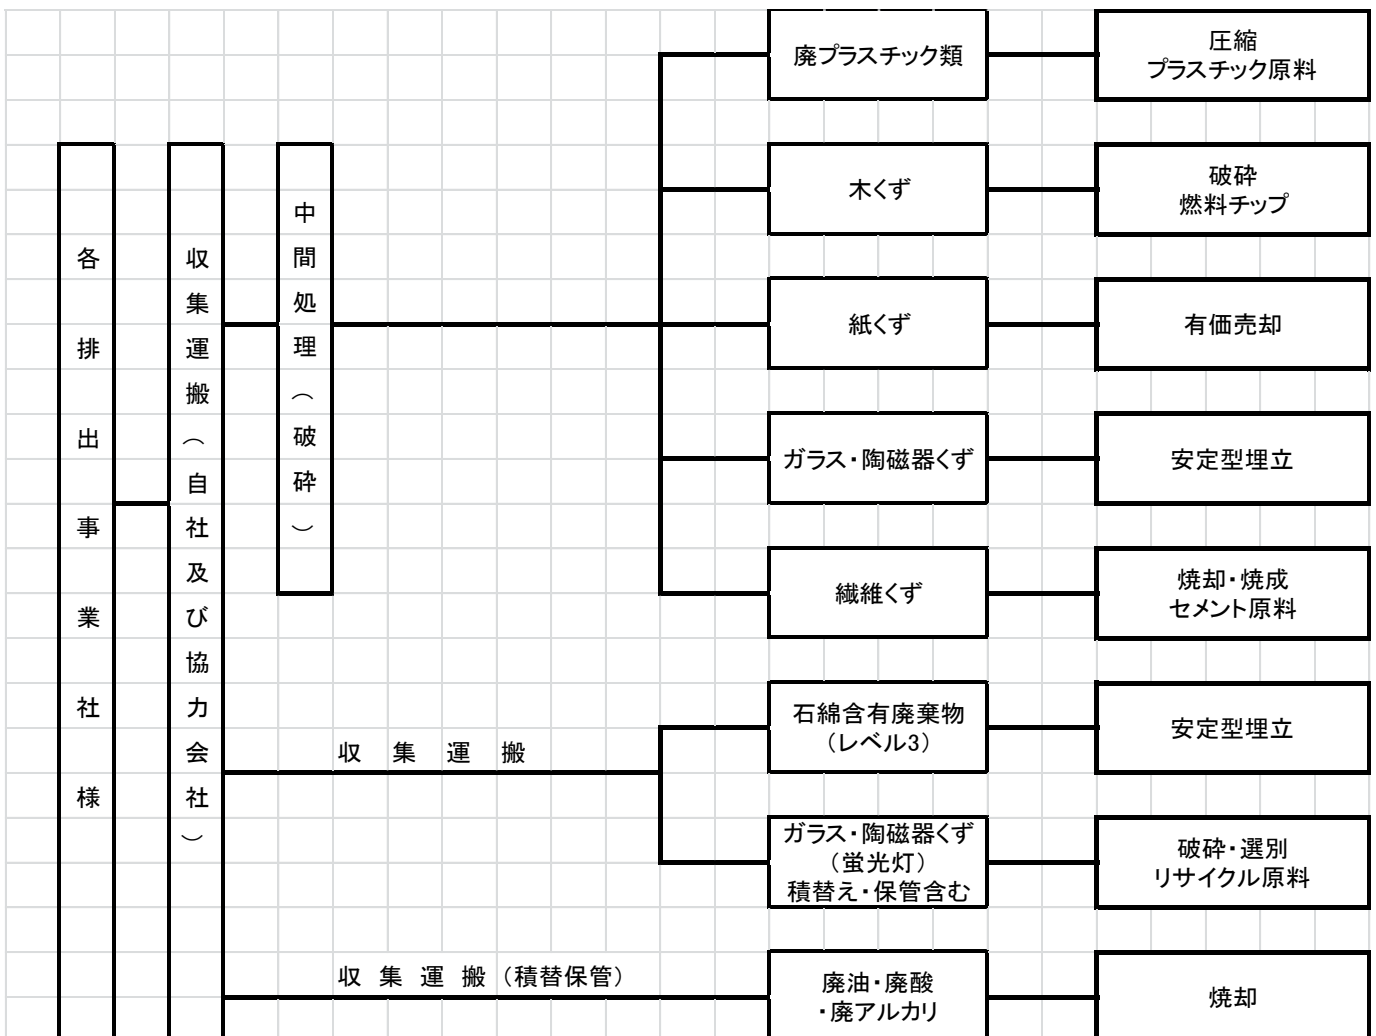 各排出事業社様
収集運搬（自社及び協力会社）
中間処理（破砕）
廃プラスチック類
圧縮
プラスチック原料
木くず
破砕
燃料チップ
紙くず
有価売却
ガラス・陶磁器くず
安定型埋立
繊維くず
焼却・焼成
セメント原料
収集運搬
石綿含有廃棄物
（レベル3）
安定型埋立
ガラス・陶磁器くず
（蛍光灯）
積替え・保管含む
破砕・選別
リサイクル原料
収集運搬（積替保管）
廃油・廃酸
・廃アルカリ
焼却